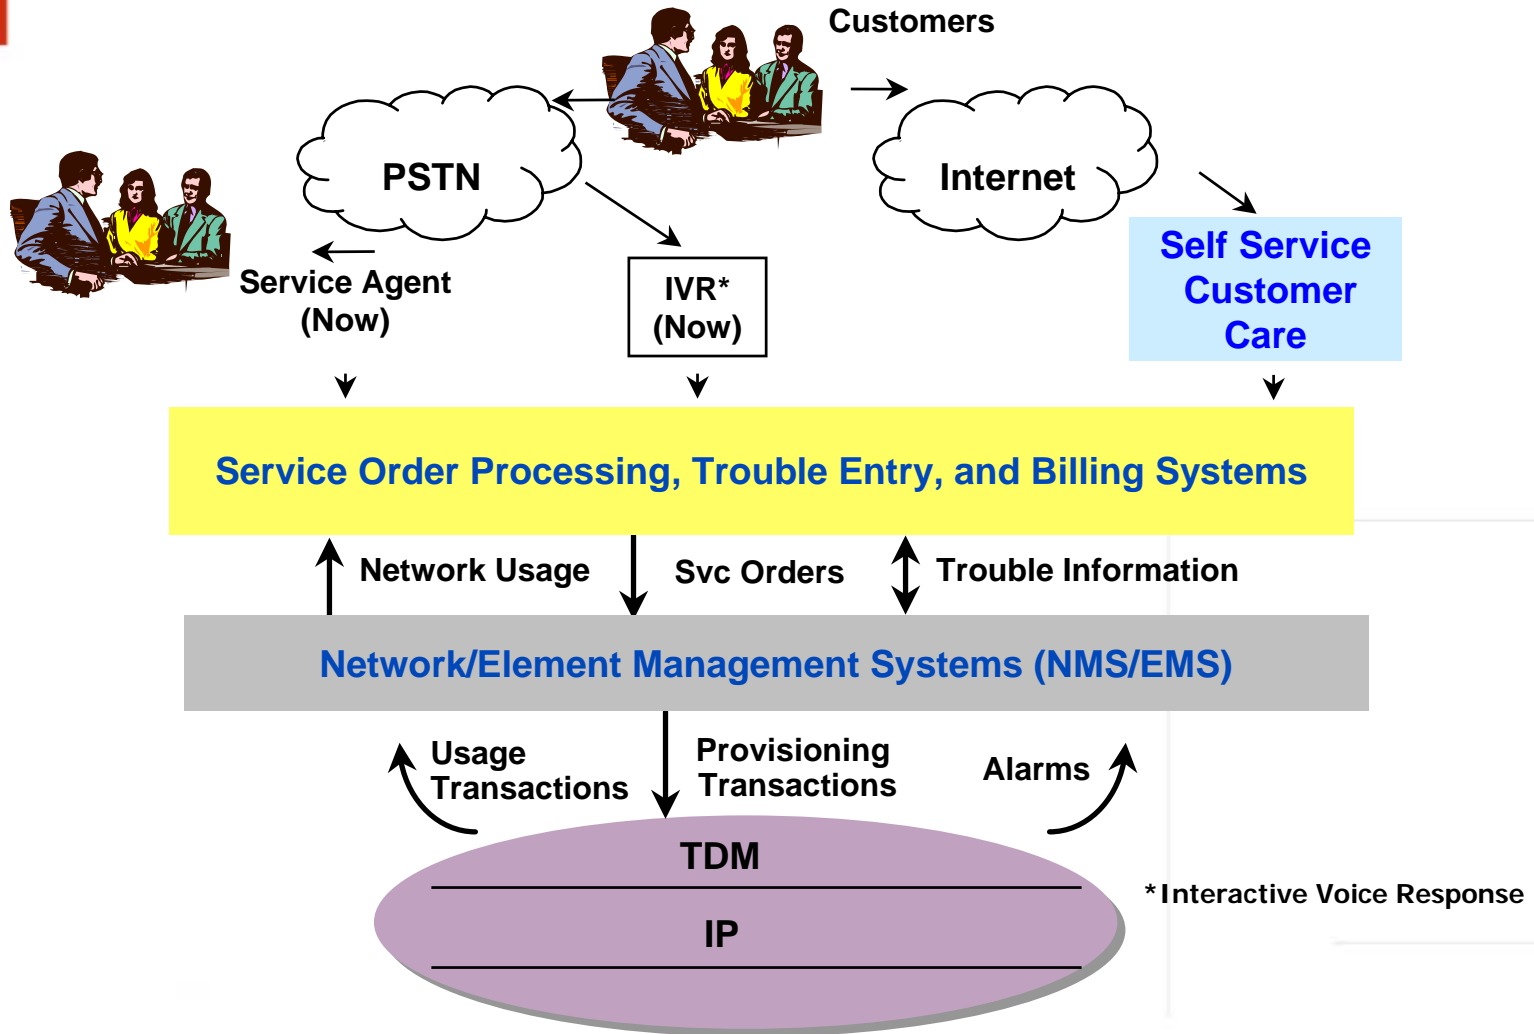 Customers
PSTN
Internet
Service Agent
(Now)
IVR*
(Now)
Self Service
Customer
Care
Service Order Processing, Trouble Entry, and Billing Systems
Network Usage
Svc Orders
Trouble Information
Network/Element Management Systems (NMS/EMS)
Usage
Transactions
Provisioning
Transactions
Alarms
TDM
IP
*Interactive Voice Response